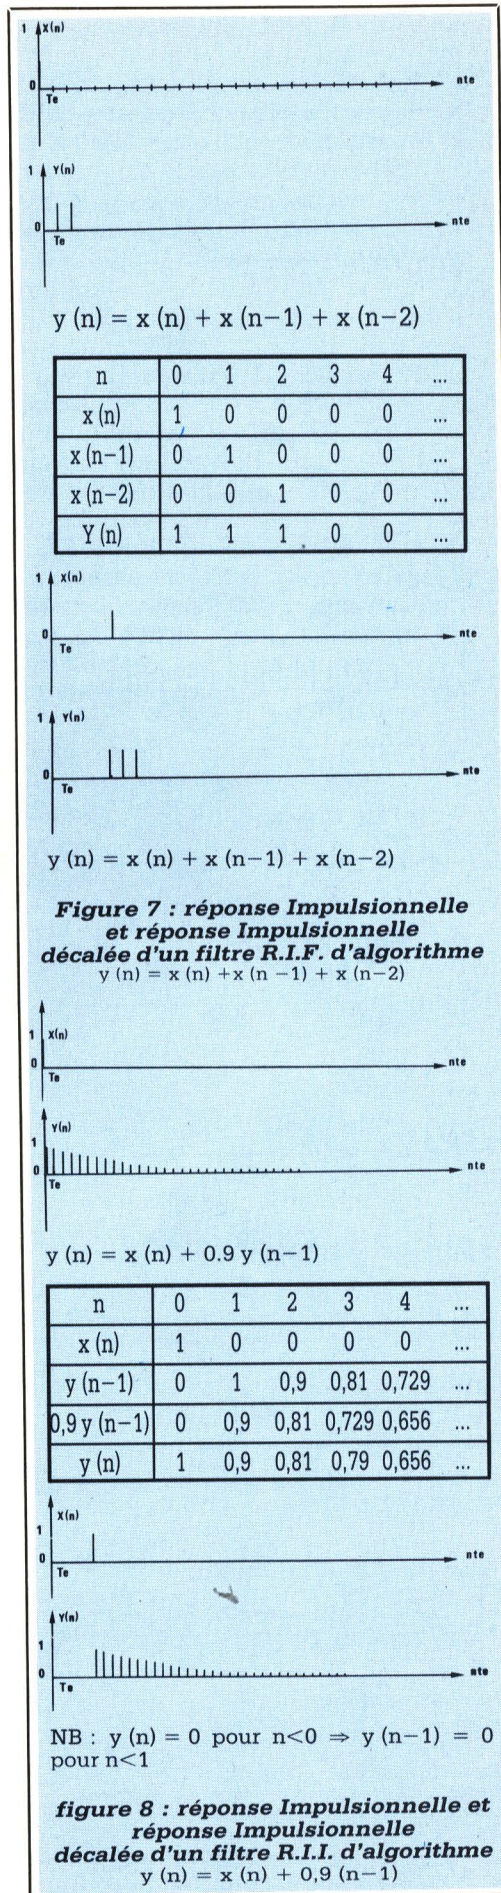 1 X(n)
0 Te nte
1 Y(n)
0 Te nte
y (n) = x (n) + x (n−1) + x (n−2)
n 0 1 2 3 4 ...
x (n) 1 0 0 0 0 ...
x (n−1) 0 1 0 0 0 ...
x (n−2) 0 0 1 0 0 ...
Y (n) 1 1 1 0 0 ...
1 X(n)
0 Te nte
1 Y(n)
0 Te nte
y (n) = x (n) + x (n−1) + x (n−2)
Figure 7 : réponse Impulsionnelle
et réponse Impulsionnelle
décalée d'un filtre R.I.F. d'algorithme
y (n) = x (n) +x (n −1) + x (n−2)
1 X(n)
0 Te nte
1 Y(n)
0 Te nte
y (n) = x (n) + 0.9 y (n−1)
n 0 1 2 3 4 ...
x (n) 1 0 0 0 0 ...
y (n−1) 0 1 0,9 0,81 0,729 ...
0,9 y (n−1) 0 0,9 0,81 0,729 0,656 ...
y (n) 1 0,9 0,81 0,79 0,656 ...
X(n)
1
0 Te nte
Y(n)
1
0 Te nte
NB : y (n) = 0 pour n<0 ⇒ y (n−1) = 0
pour n<1
figure 8 : réponse Impulsionnelle et
réponse Impulsionnelle
décalée d'un filtre R.I.I. d'algorithme
y (n) = x (n) + 0,9 (n−1)